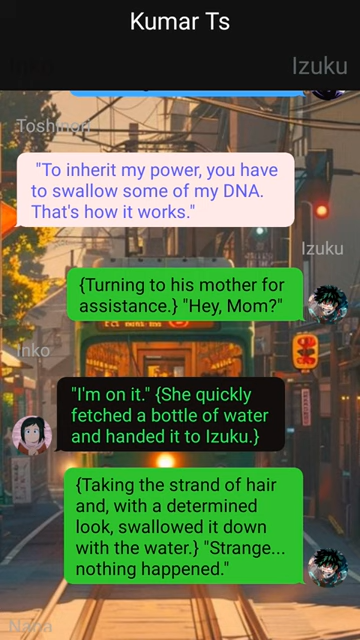 Kumar Ts
Inko
Izuku
Toshinori
"To inherit my power, you have
to swallow some of my DNA.
That's how it works."
Izuku
{Turning to his mother for
assistance.} "Hey, Mom?"
Inko
"I'm on it." {She quickly
fetched a bottle of water
and handed it to Izuku.}
{Taking the strand of hair
and, with a determined
look, swallowed it down
with the water.} "Strange...
nothing happened."
Nana